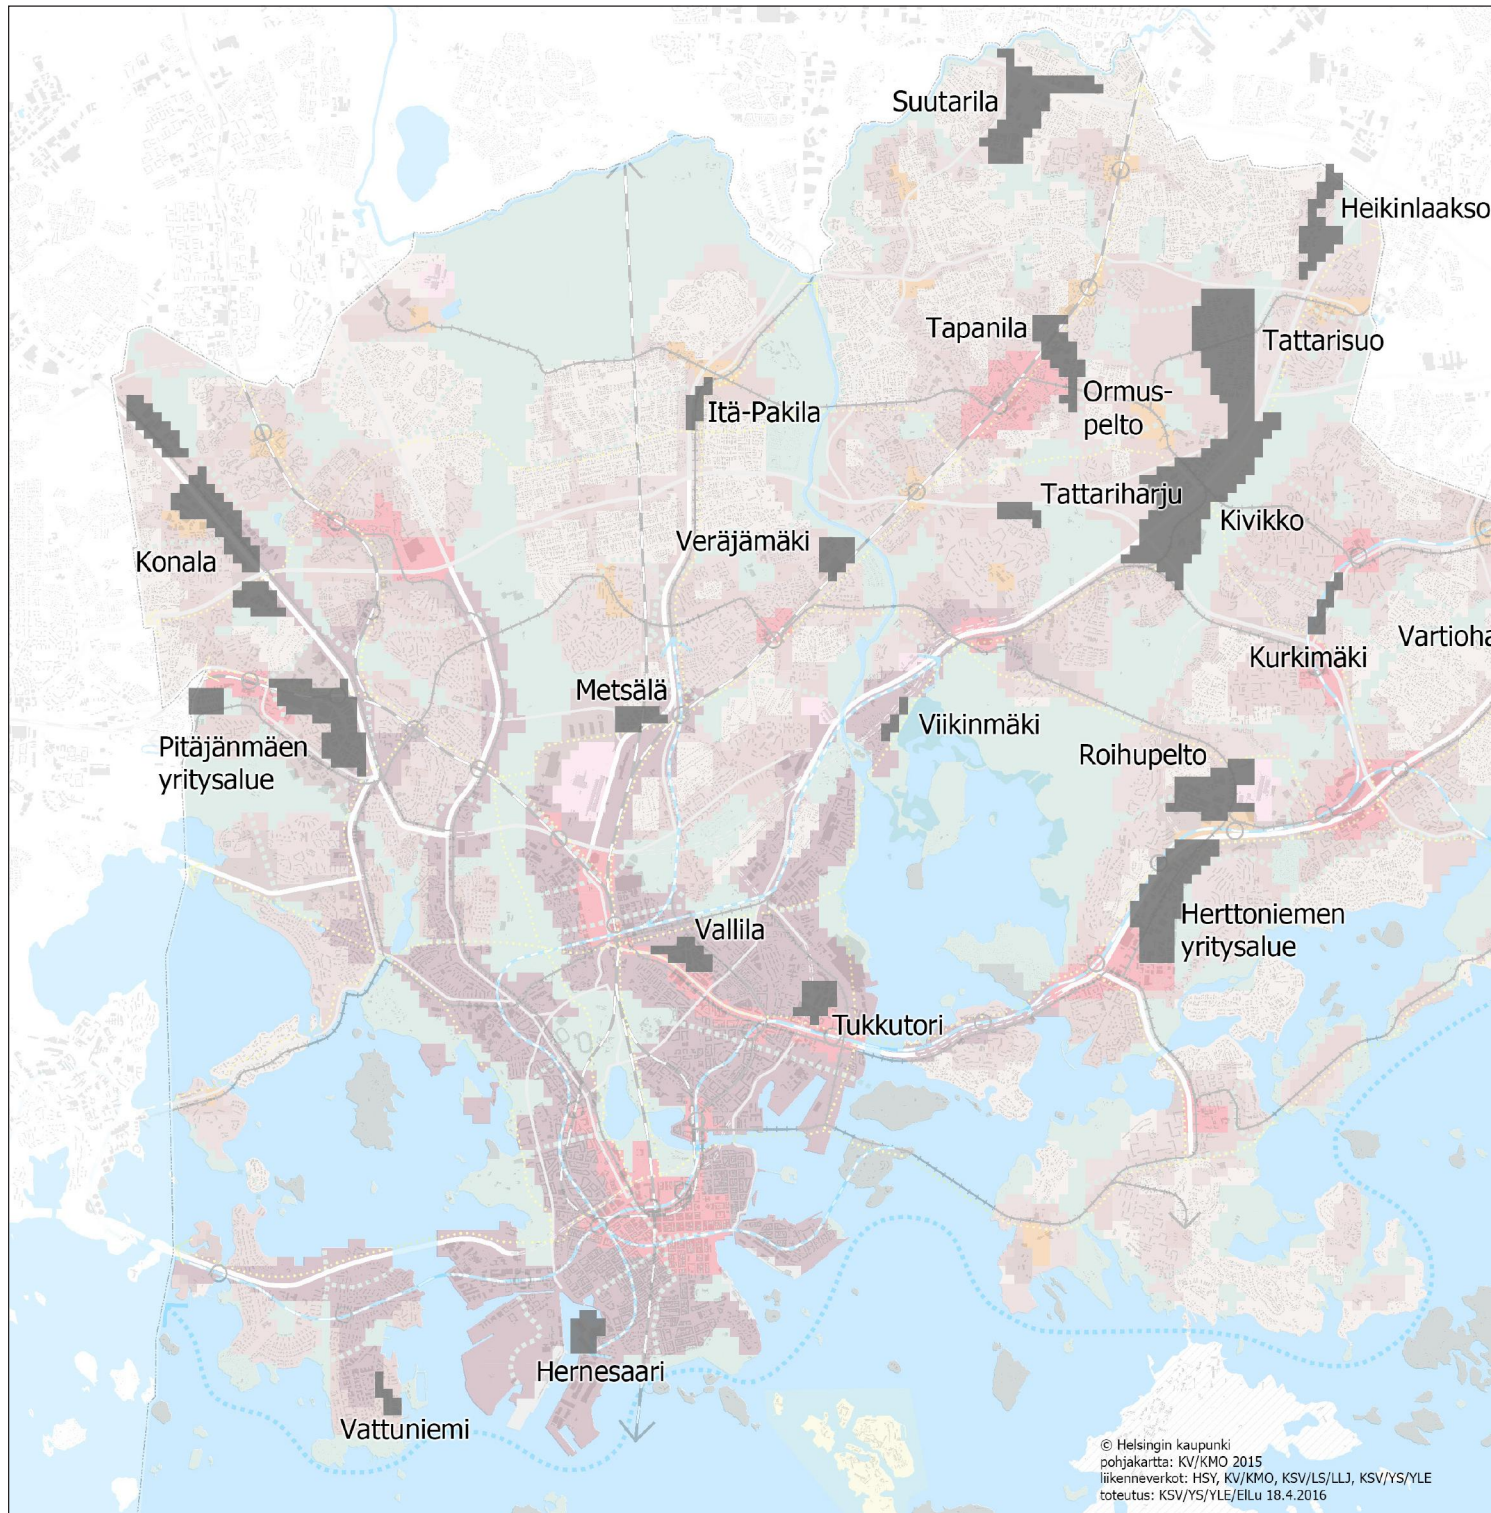 Suutarila
Heikinlaakso
Tapanila
Tattarisuo
Ormus-
pelto
Itä-Pakila
Tattariharju
Kivikko
Veräjämäki
Konala
Kurkimäki
Vartioha
Metsälä
Viikinmäki
Pitäjänmäen
yritysalue
Roihupelto
Herttoniemen
yritysalue
Vallila
Tukkutori
Hernesaari
Vattuniemi
© Helsingin kaupunki
pohjakartta: KV/KMO 2015
liikenneverkot: HSY, KV/KMO, KSV/LS/LLJ, KSV/YS/YLE
toteutus: KSV/YS/YLE/ElLu 18.4.2016